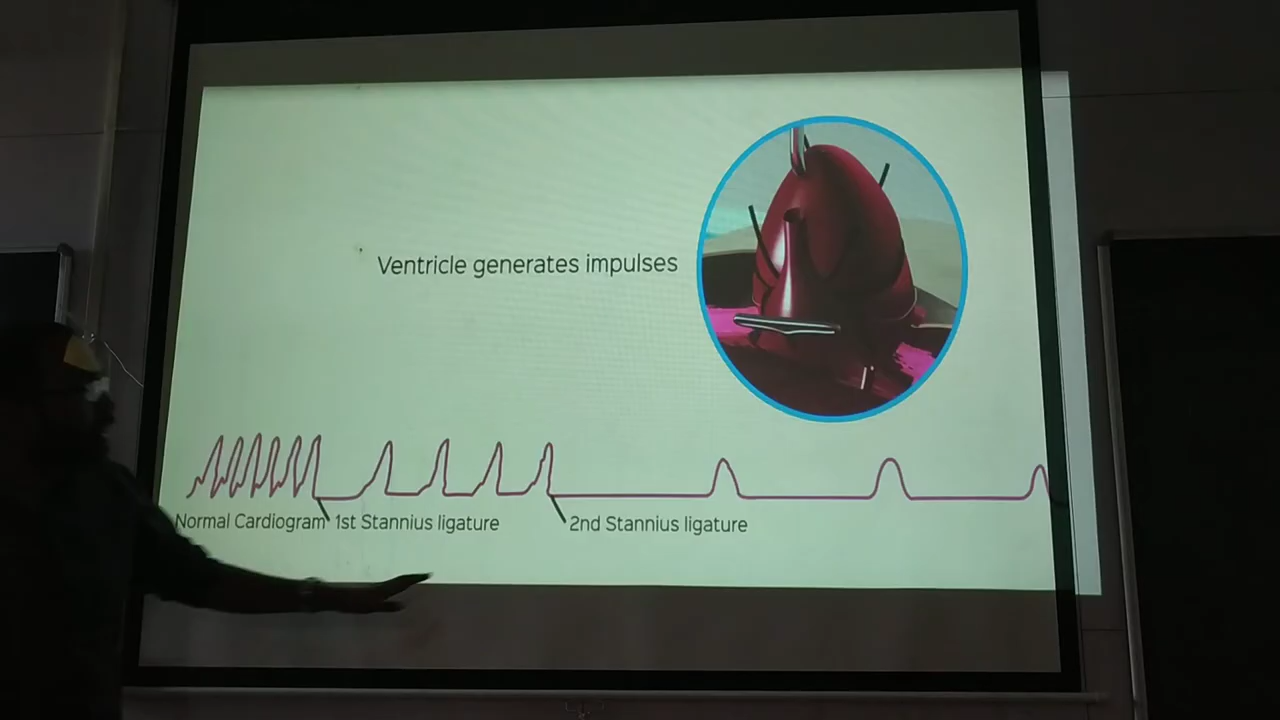 Ventricle generates impulses
Normal Cardiogram 1st Stannius ligature 2nd Stannius ligature